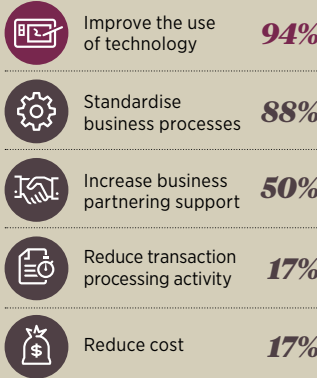 Improve the use
of technology
94%
Standardise
business processes
88%
Increase business
partnering support
50%
Reduce transaction
processing activity
17%
Reduce cost
17%
$